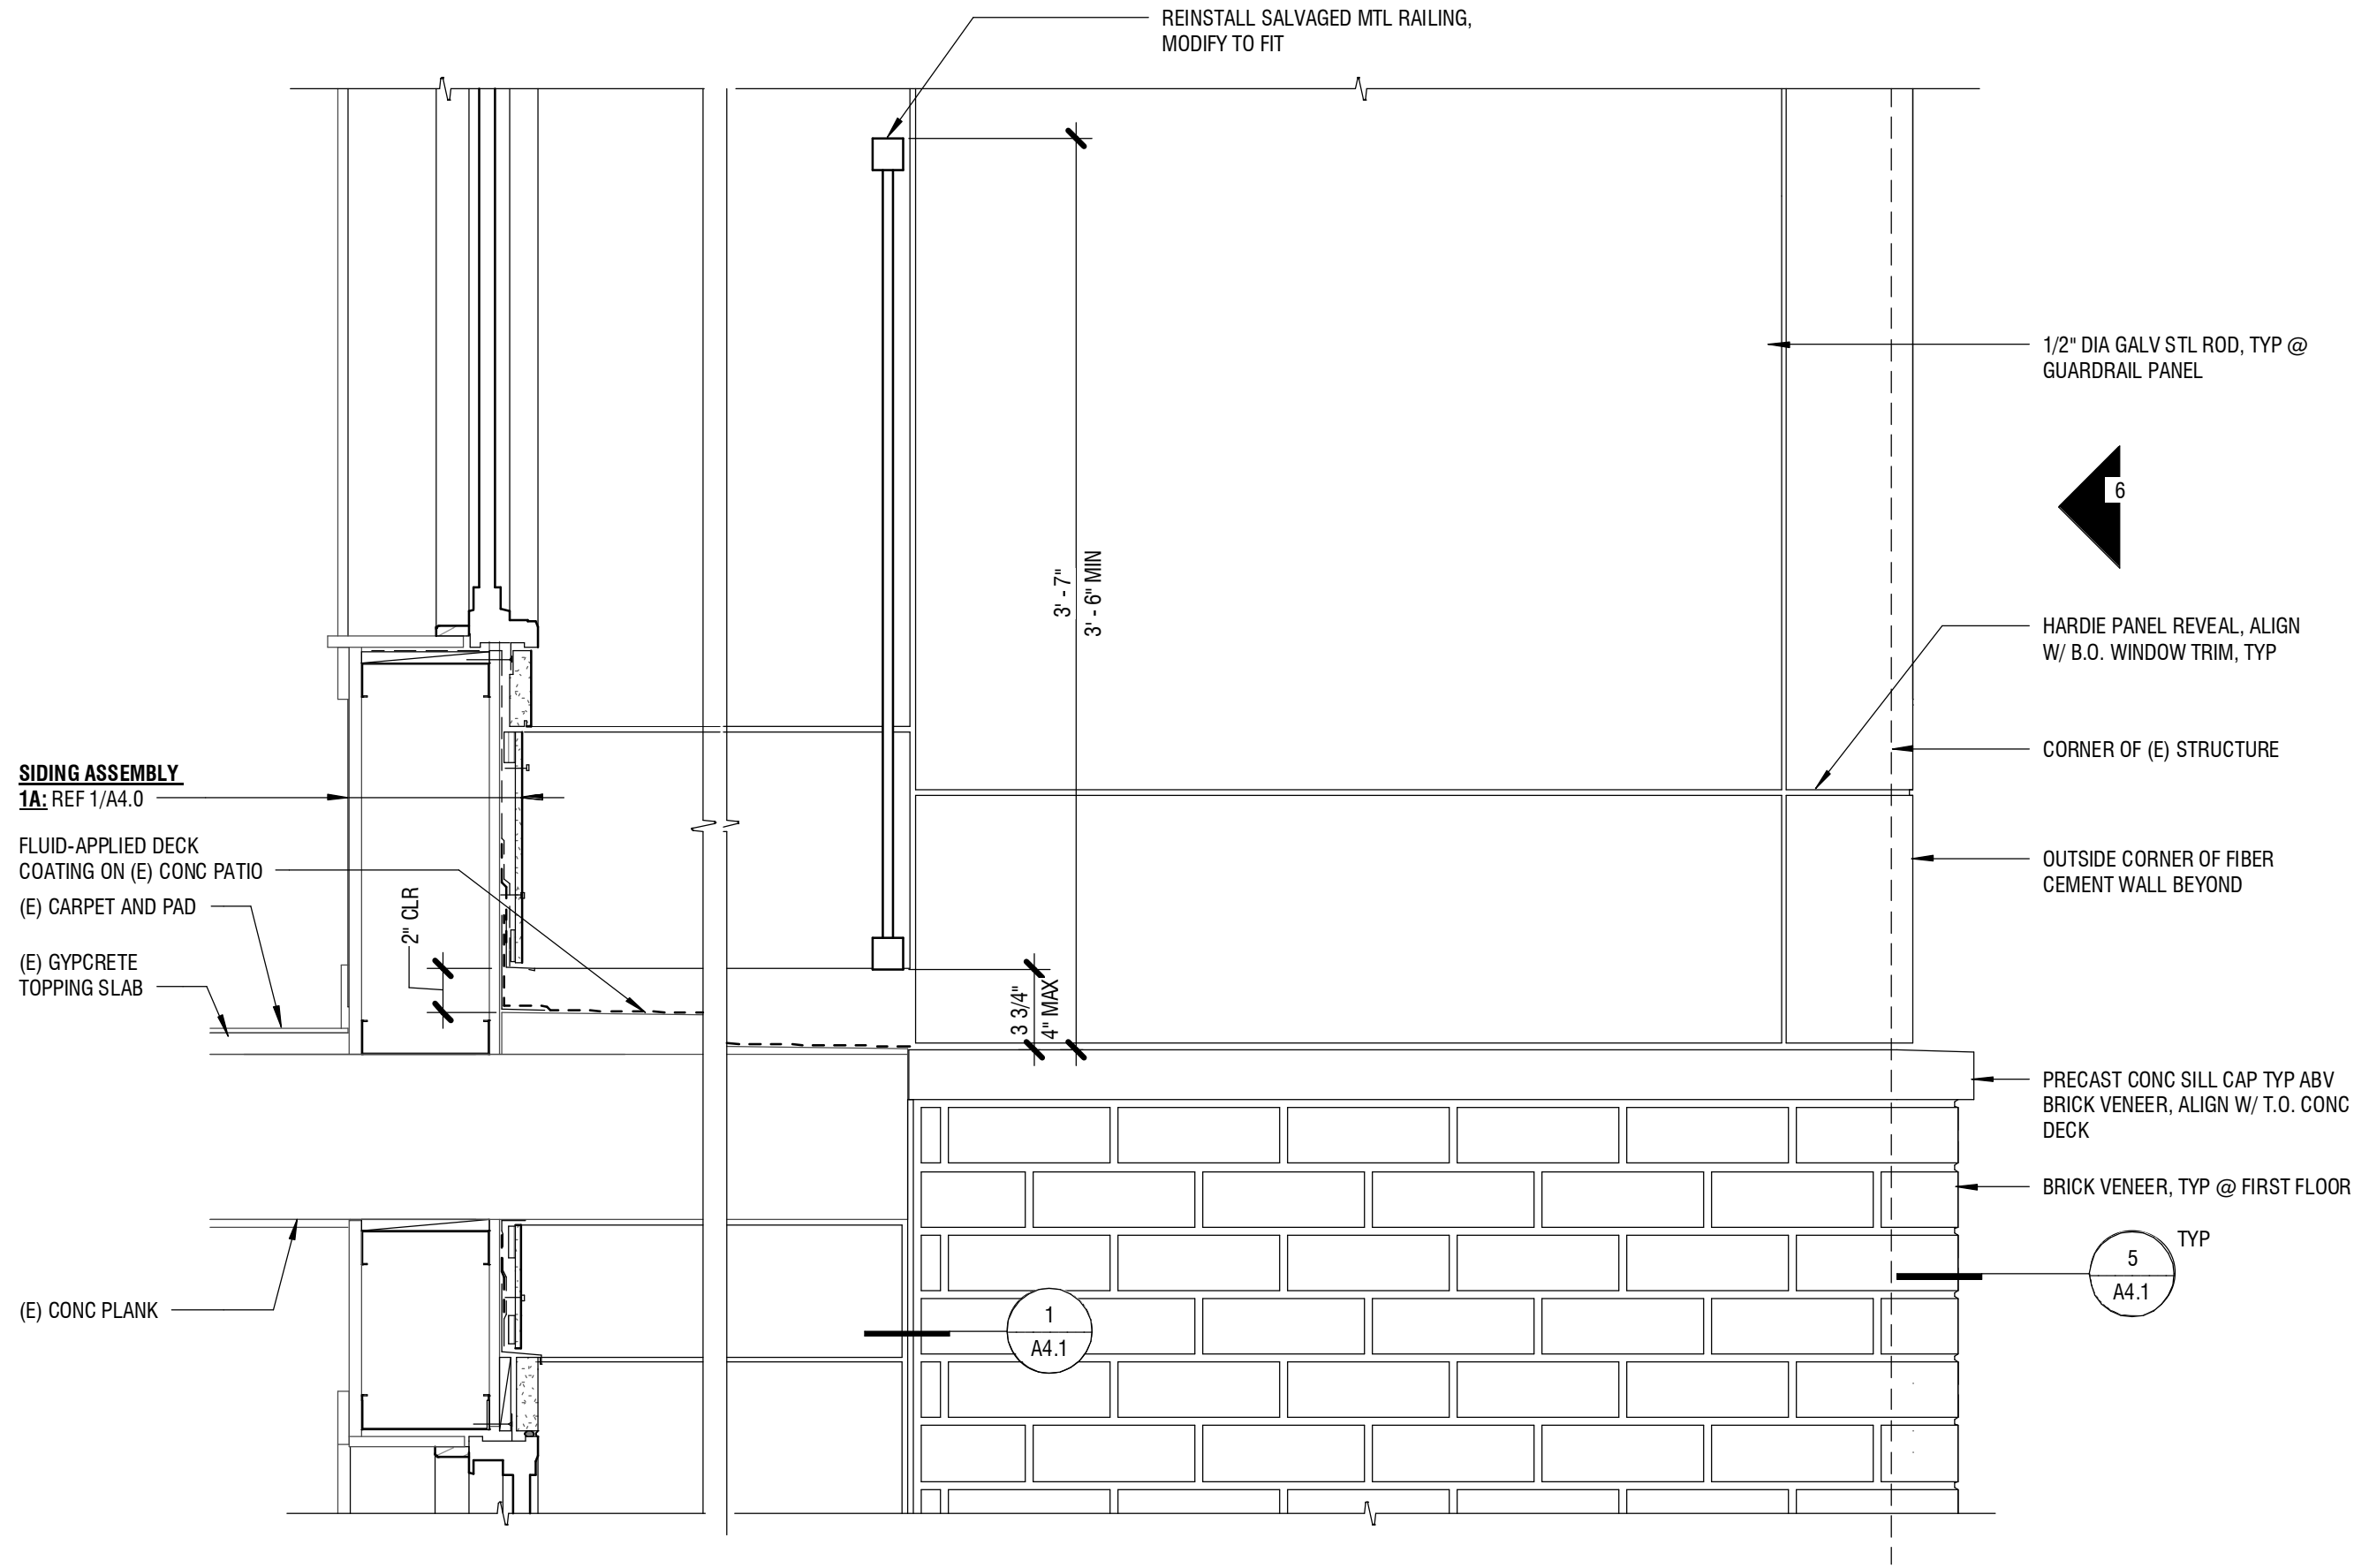 REINSTALL SALVAGED MTL RAILING,
MODIFY TO FIT
1/2" DIA GALV STL ROD, TYP @
GUARDRAIL PANEL
6
3' - 7"
3' - 6" MIN
HARDIE PANEL REVEAL, ALIGN
W/ B.O. WINDOW TRIM, TYP
CORNER OF (E) STRUCTURE
SIDING ASSEMBLY
1A: REF 1/A4.0
FLUID-APPLIED DECK
COATING ON (E) CONC PATIO
(E) CARPET AND PAD
(E) GYPCRETE
TOPPING SLAB
2" CLR
3 3/4"
4" MAX
OUTSIDE CORNER OF FIBER
CEMENT WALL BEYOND
PRECAST CONC SILL CAP TYP ABV
BRICK VENEER, ALIGN W/ T.O. CONC
DECK
BRICK VENEER, TYP @ FIRST FLOOR
TYP
5
A4.1
(E) CONC PLANK
1
A4.1